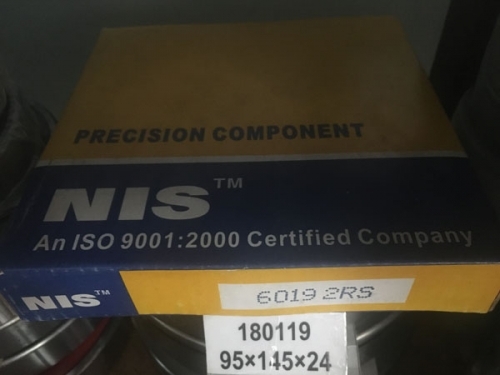 PRECISION COMPONENT
NIS™
An ISO 9001:2000 Certified Company
NIS™
6019 2RS
180119
95×145×24